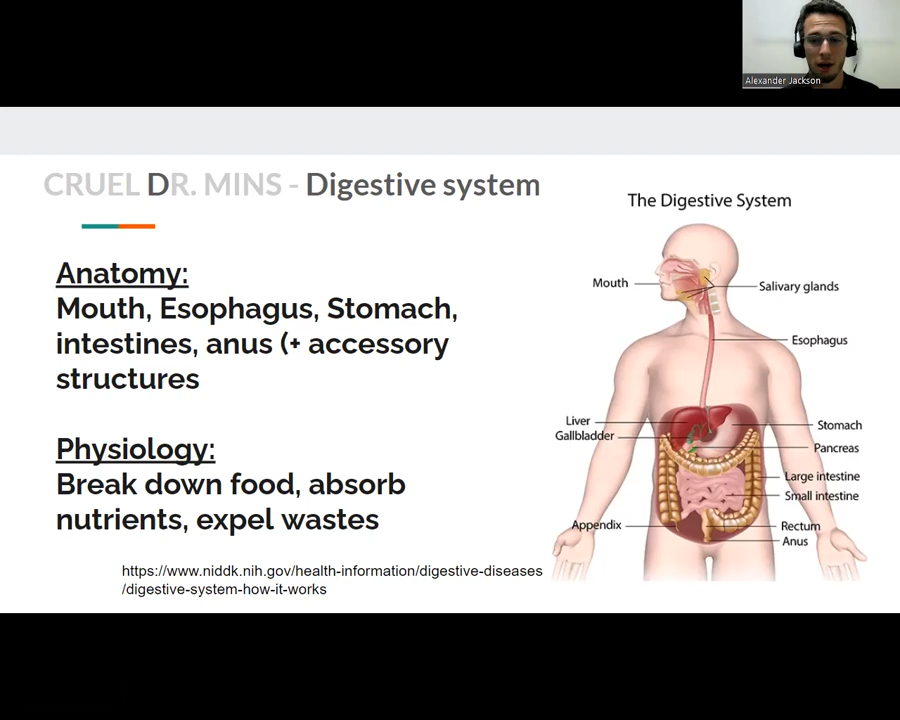 Alexander Jackson
CRUEL DR. MINS - Digestive system
Anatomy:
Mouth, Esophagus, Stomach,
intestines, anus (+ accessory
structures
Physiology:
Break down food, absorb
nutrients, expel wastes
https://www.niddk.nih.gov/health-information/digestive-diseases
/digestive-system-how-it-works
The Digestive System
Mouth
Salivary glands
Esophagus
Liver
Gallbladder
Stomach
Pancreas
Large intestine
Small intestine
Appendix
Rectum
Anus